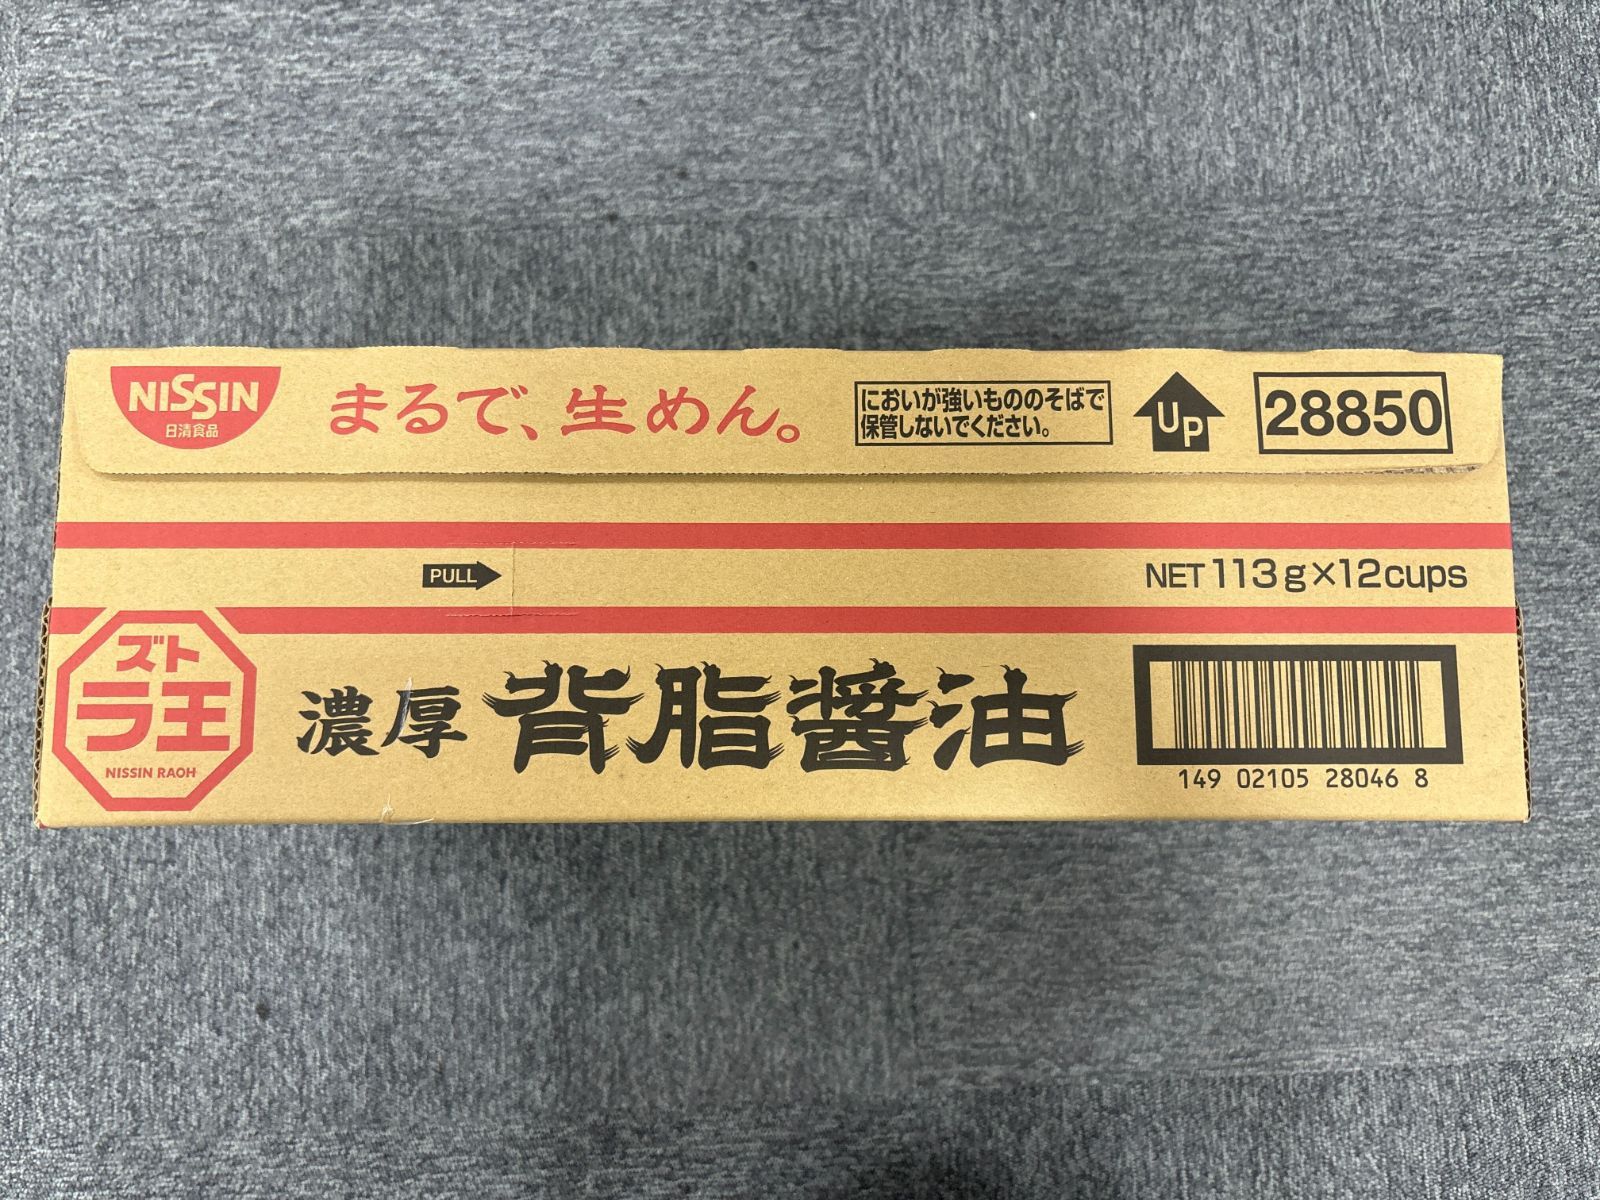 NISSIN
日清食品
まるで、生めん。
においが強いもののそばで
保管しないでください。
UP
28850
PULL
NET 113g×12cups
ズト
ラ王
NISSIN RAOH
濃厚 背脂醤油
149 02105 28046 8